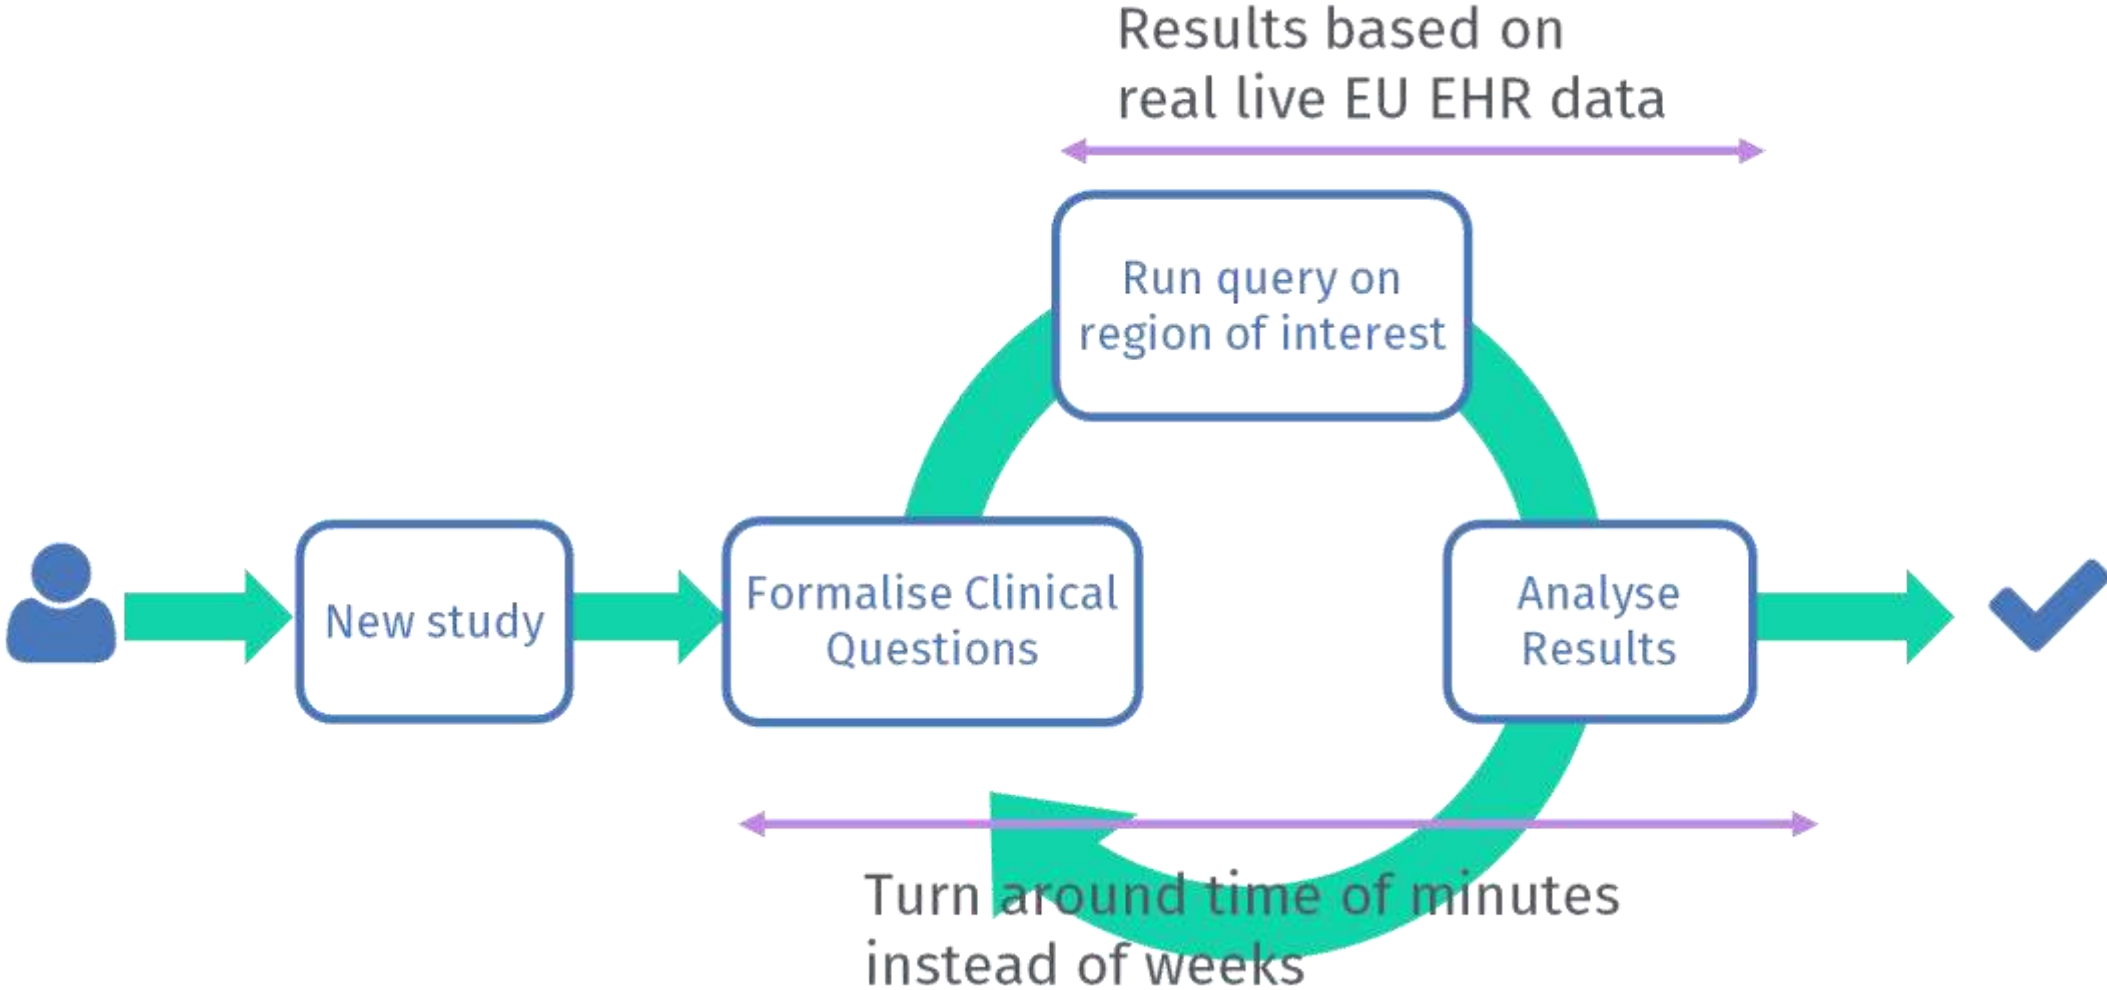 Results based on
real live EU EHR data
Run query on
region of interest
New study
Formalise Clinical
Questions
Analyse
Results
Turn around time of minutes
instead of weeks